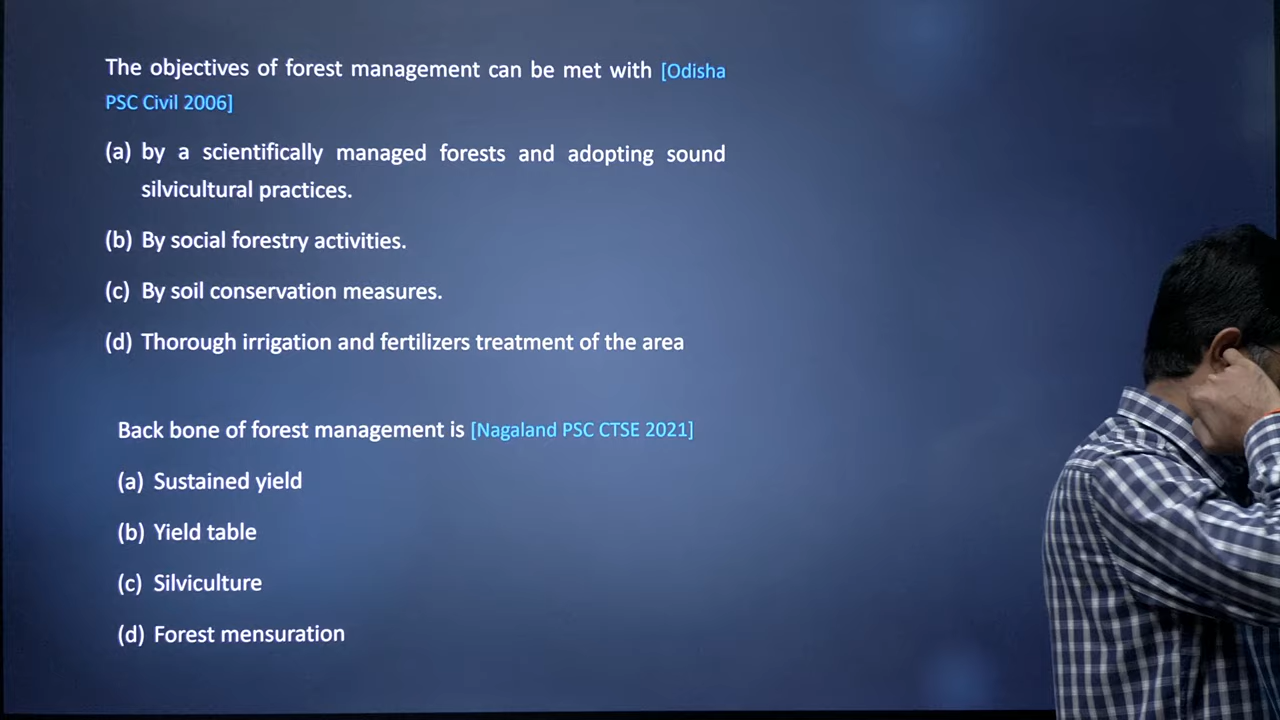 The objectives of forest management can be met with [Odisha
PSC Civil 2006]
(a) by a scientifically managed forests and adopting sound
silvicultural practices.
(b) By social forestry activities.
(c) By soil conservation measures.
(d) Thorough irrigation and fertilizers treatment of the area
Back bone of forest management is [Nagaland PSC CTSE 2021]
(a) Sustained yield
(b) Yield table
(c) Silviculture
(d) Forest mensuration